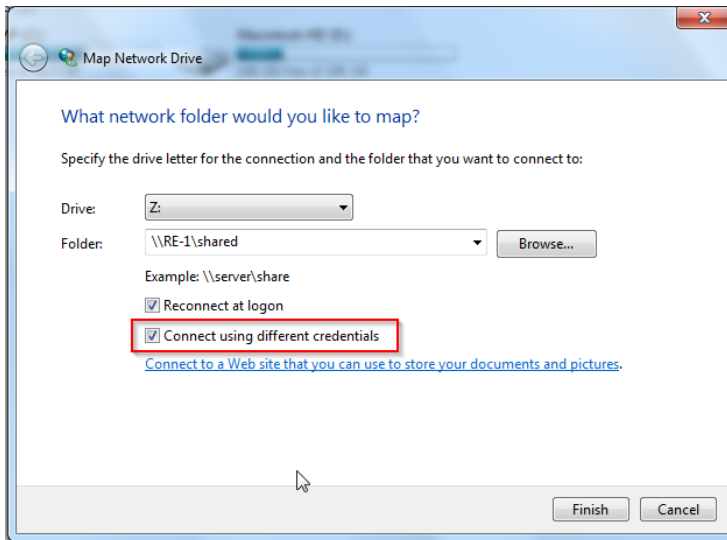 Map Network Drive
What network folder would you like to map?
Specify the drive letter for the connection and the folder that you want to connect to:
Drive: Z:
Folder: \\RE-1\shared Browse...
Example: \\server\share
Reconnect at logon
Connect using different credentials
Connect to a Web site that you can use to store your documents and pictures.
Finish Cancel